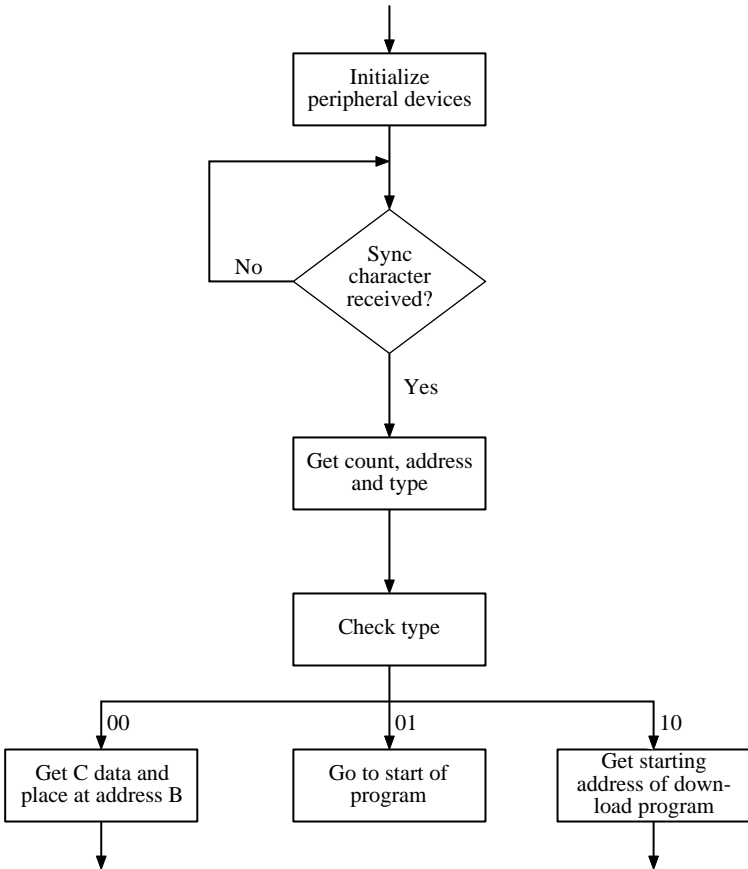 Initialize
peripheral devices
Sync
character
received?
No
Yes
Get count, address
and type
Check type
00
01
10
Get C data and
place at address B
Go to start of
program
Get starting
address of down-
load program